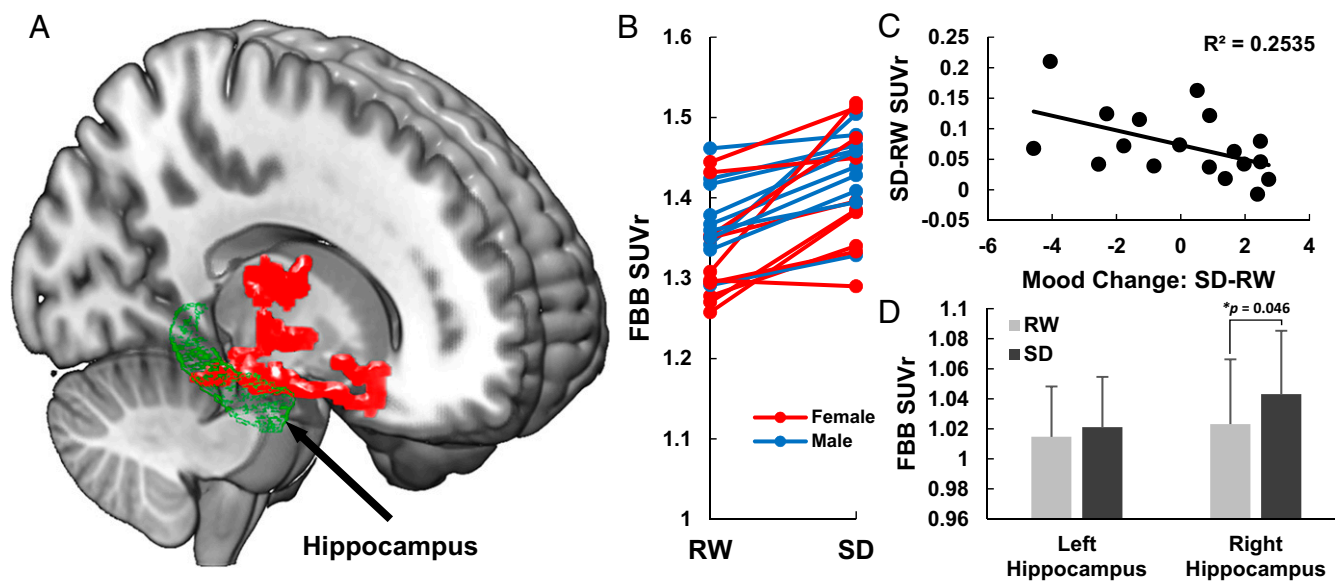 A
Hippocampus
B
FBB SUVr
1.6
1.5
1.4
1.3
1.2
1.1
1
RW
SD
Female
Male
C
R² = 0.2535
SD-RW SUVr
0.25
0.2
0.15
0.1
0.05
0
-0.05
-6
-4
-2
0
2
4
Mood Change: SD-RW
D
FBB SUVr
1.1
1.08
1.06
1.04
1.02
1
0.98
0.96
RW
SD
*p = 0.046
Left
Hippocampus
Right
Hippocampus